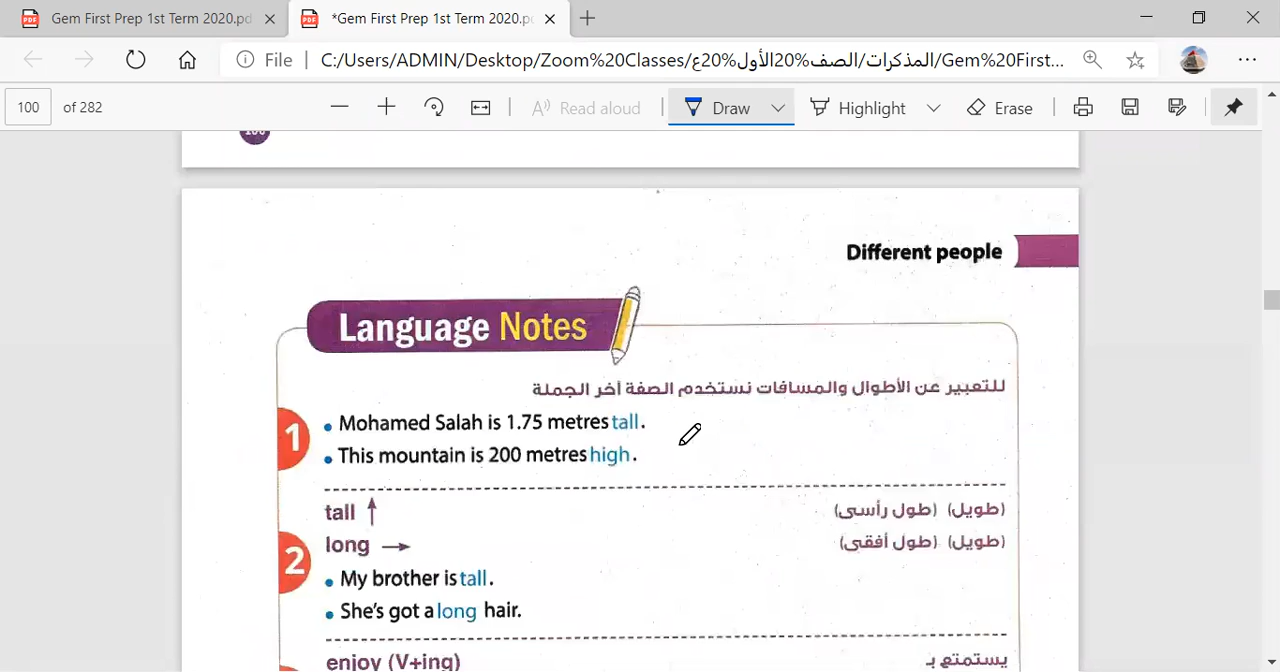 Gem First Prep 1st Term 2020.pd
*Gem First Prep 1st Term 2020.p
File
C:/Users/ADMIN/Desktop/Zoom%20Classes/المذكرات/الصف%20الأول%20ع/Gem%20First...
100 of 282
Read aloud
Draw
Highlight
Erase
Different people
Language Notes
للتعبير عن الأطوال والمسافات نستخدم الصفة آخر الجملة
1
• Mohamed Salah is 1.75 metres tall.
• This mountain is 200 metres high.
tall ↑ (طويل) (طول رأسى)
2
long → (طويل) (طول أفقى)
• My brother is tall.
• She's got a long hair.
enjoy (V+ing) يستمتع بـ